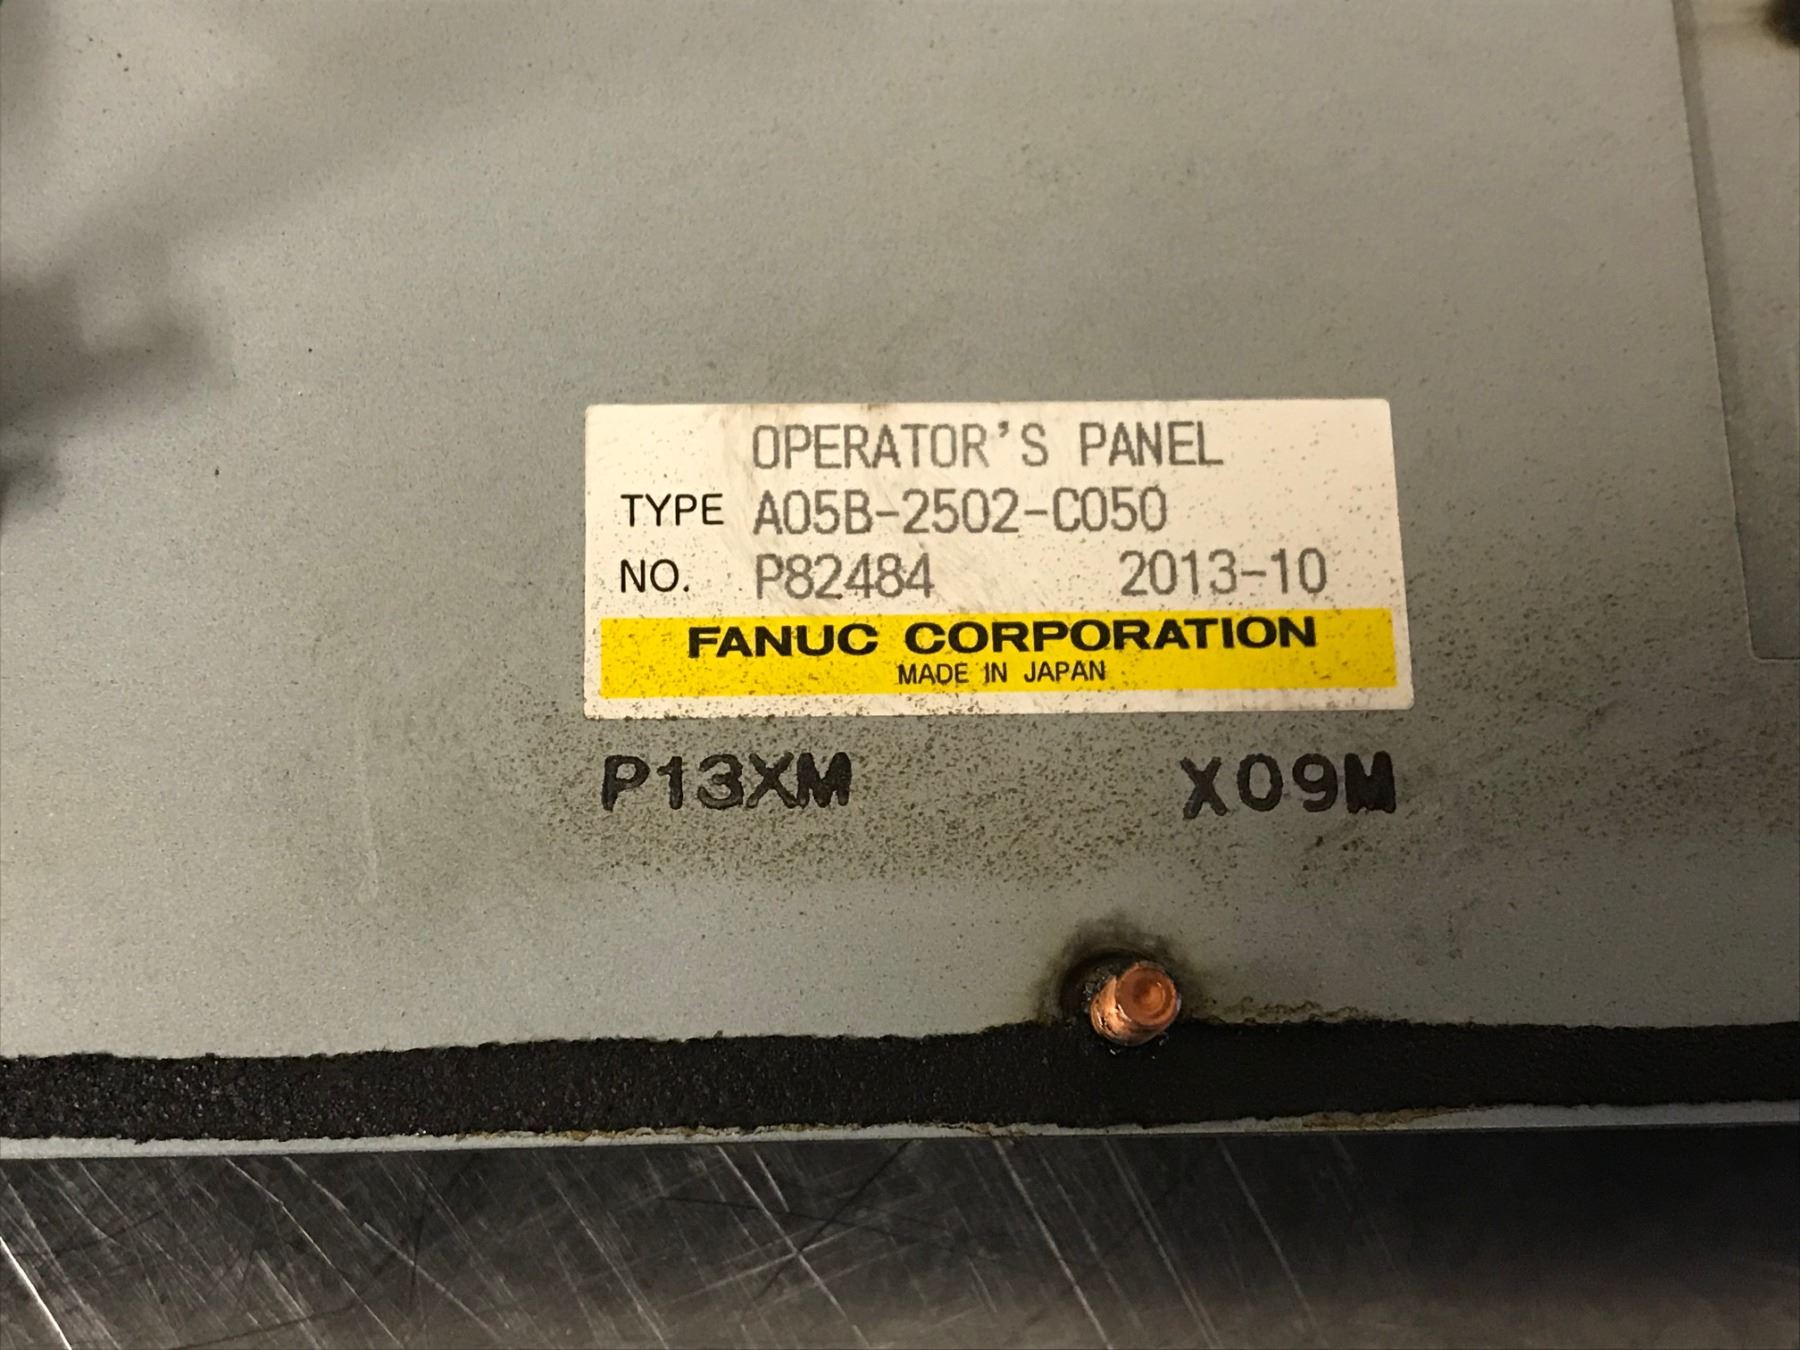 OPERATOR'S PANEL
TYPE A05B-2502-C050
NO. P82484 2013-10
FANUC CORPORATION
MADE IN JAPAN
P13XM X09M